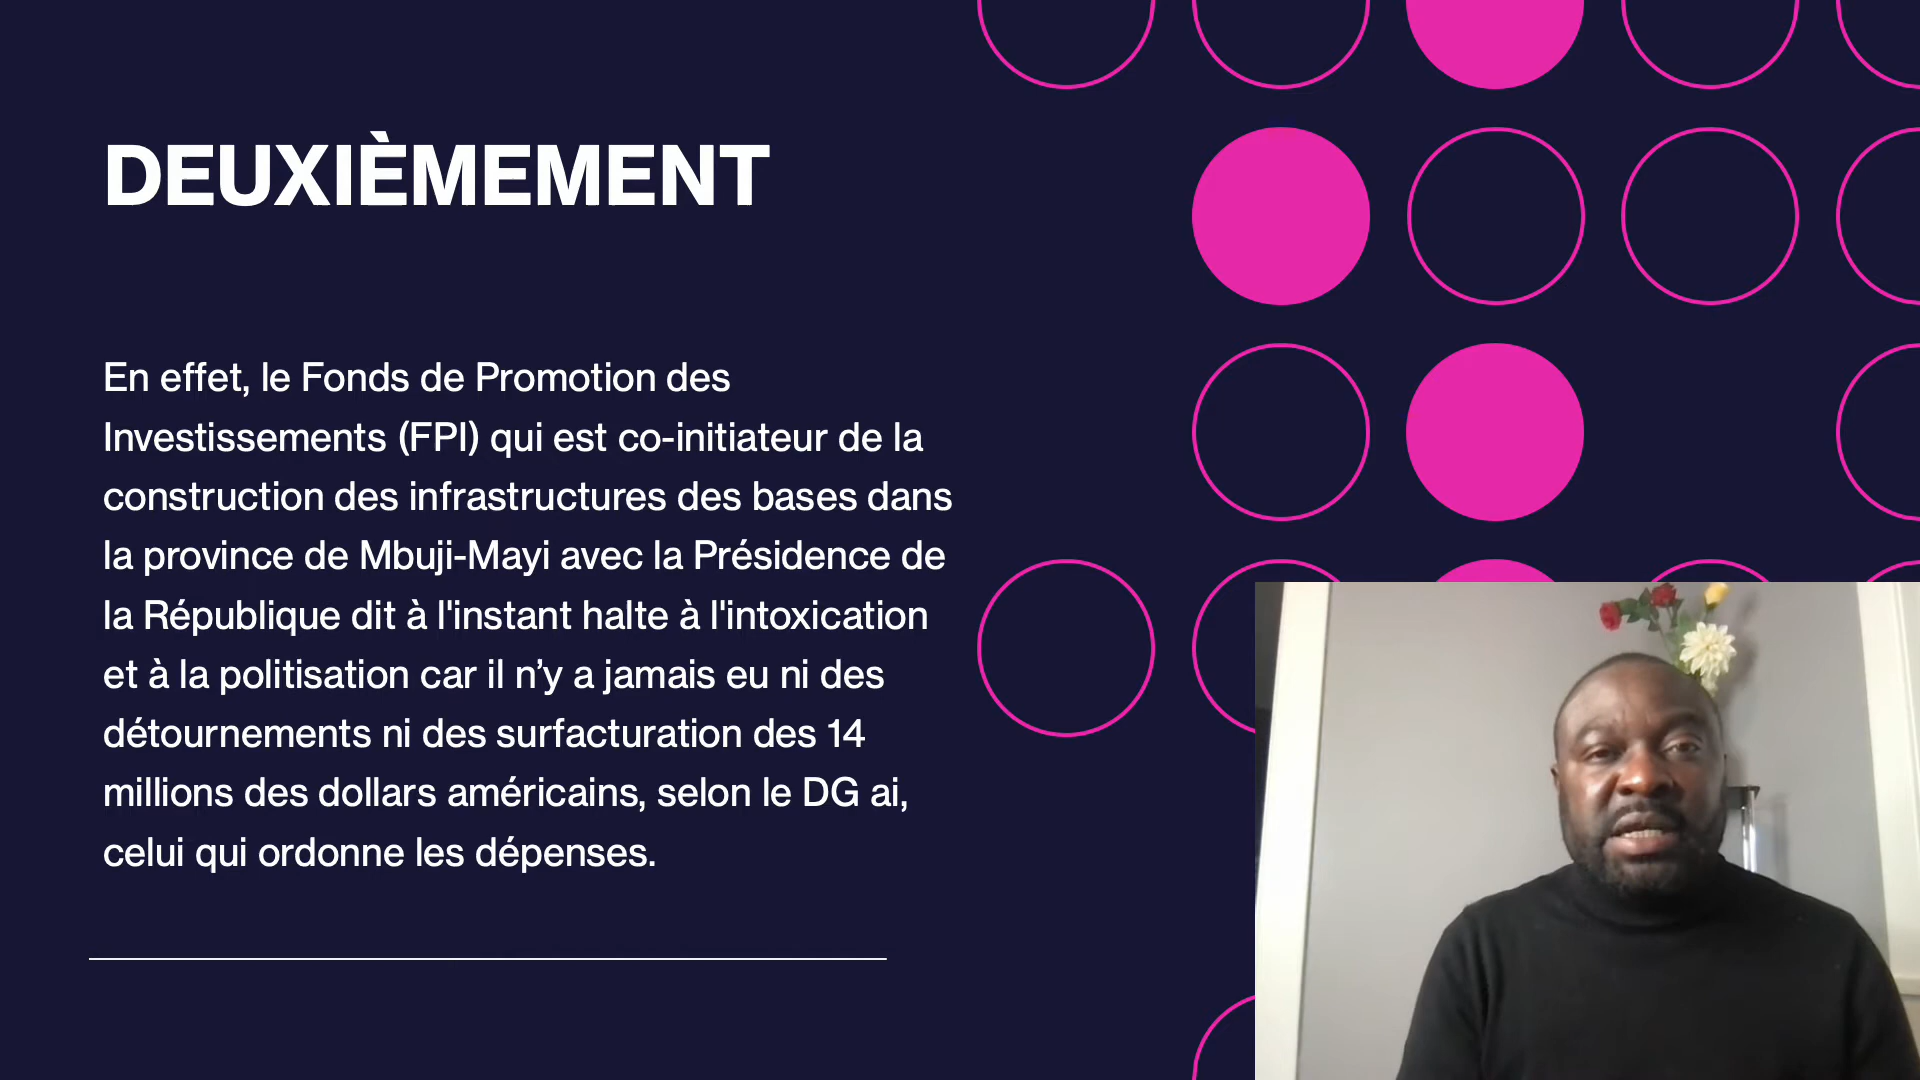 DEUXIÈMEMENT
En effet, le Fonds de Promotion des
Investissements (FPI) qui est co-initiateur de la
construction des infrastructures des bases dans
la province de Mbuji-Mayi avec la Présidence de
la République dit à l'instant halte à l'intoxication
et à la politisation car il n’y a jamais eu ni des
détournements ni des surfacturation des 14
millions des dollars américains, selon le DG ai,
celui qui ordonne les dépenses.